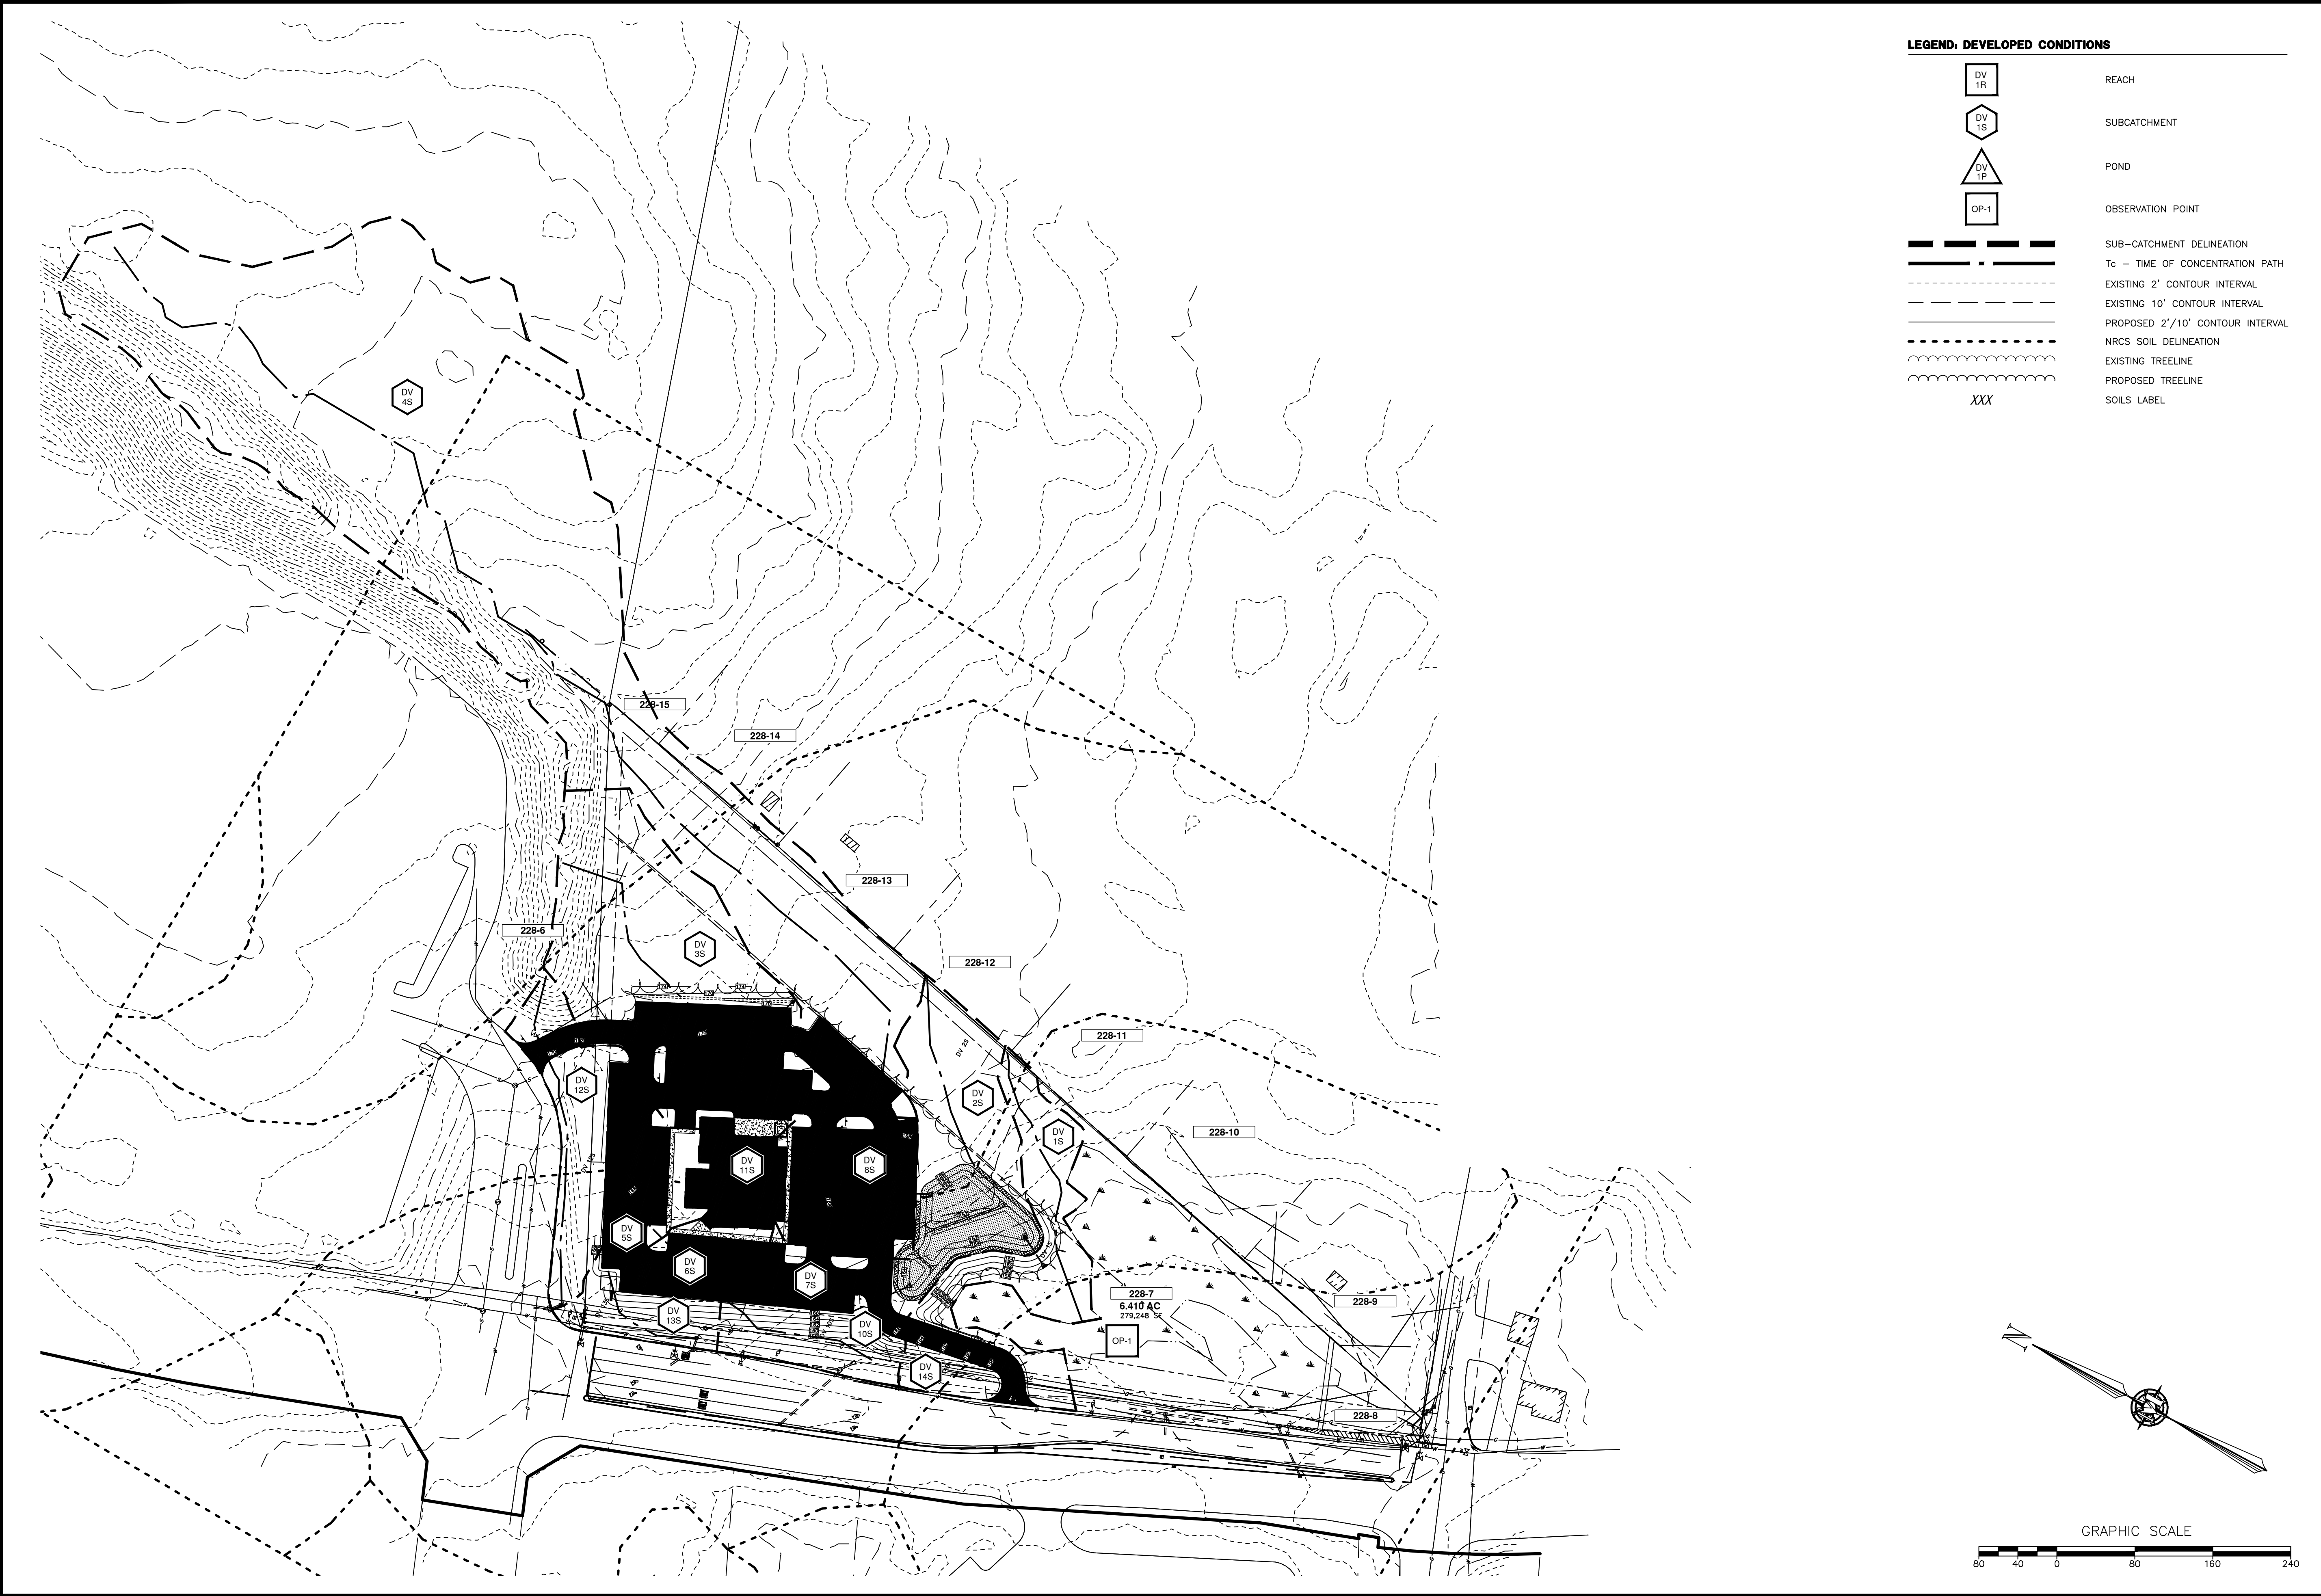 LEGEND: DEVELOPED CONDITIONS
DV
1R
REACH
DV
1S
SUBCATCHMENT
DV
1P
POND
OP-1
OBSERVATION POINT
SUB-CATCHMENT DELINEATION
Tc - TIME OF CONCENTRATION PATH
EXISTING 2' CONTOUR INTERVAL
EXISTING 10' CONTOUR INTERVAL
PROPOSED 2'/10' CONTOUR INTERVAL
NRCS SOIL DELINEATION
EXISTING TREELINE
PROPOSED TREELINE
XXX
SOILS LABEL
DV
4S
228-15
228-14
228-13
228-6
DV
3S
228-12
228-11
DV 2S
DV
12S
DV
2S
228-10
DV
1S
DV
11S
DV
8S
DV
5S
DV
6S
DV
7S
228-7
6.410 AC
279,248 SF
228-9
DV
13S
DV
10S
OP-1
DV
14S
228-8
GRAPHIC SCALE
80 40 0 80 160 240